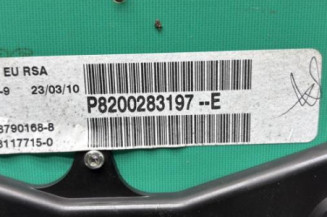 EU RSA
-9 23/03/10
P8200283197--E
8790168-8
8117715-0